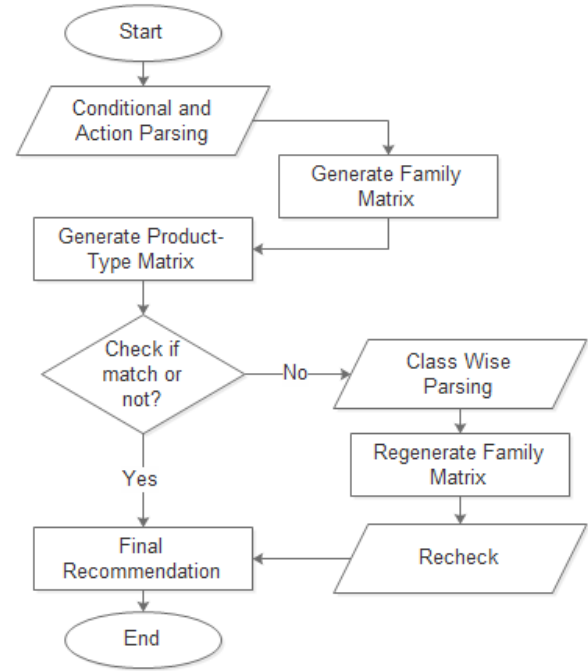 Start
Conditional and
Action Parsing
Generate Family
Matrix
Generate Product-
Type Matrix
Check if
match or
not?
No
Class Wise
Parsing
Regenerate Family
Matrix
Yes
Final
Recommendation
Recheck
End